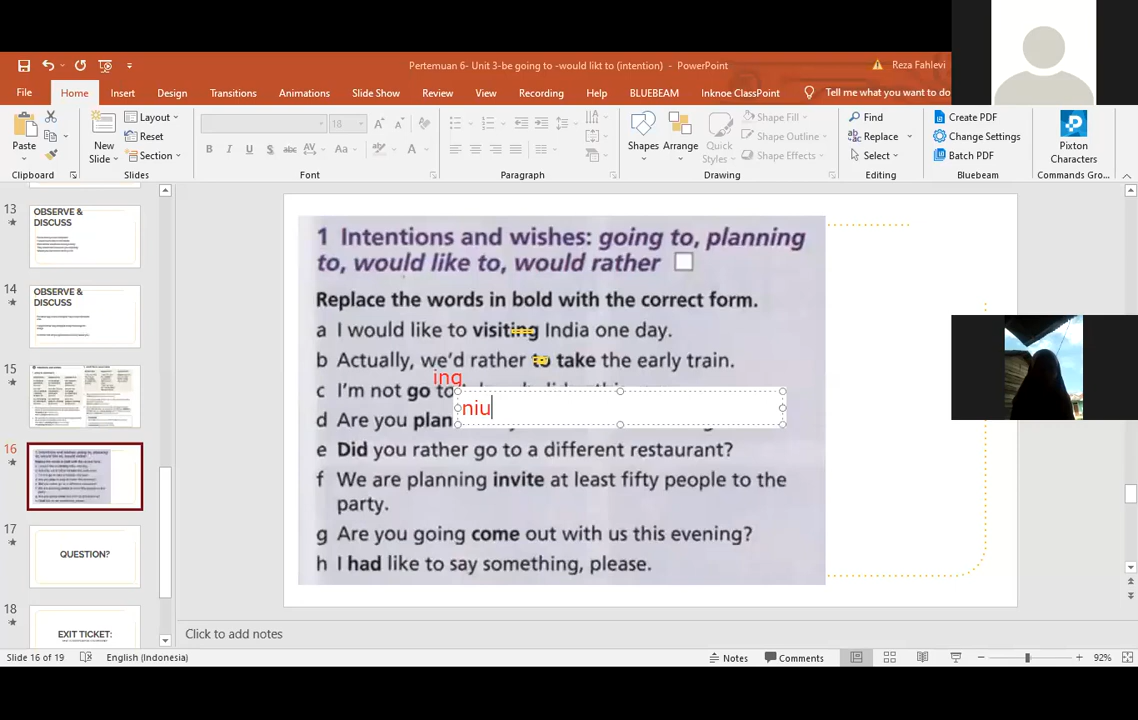 Pertemuan 6- Unit 3-be going to -would likt to (intention) - PowerPoint
Reza Fahlevi
File Home Insert Design Transitions Animations Slide Show Review View Recording Help BLUEBEAM Inknoe ClassPoint Tell me what you want to do
Paste
New Slide
Layout
Reset
Section
18
Shapes
Arrange
Quick Styles
Shape Fill
Shape Outline
Shape Effects
Find
Replace
Select
Create PDF
Change Settings
Batch PDF
Pixton Characters
Clipboard Slides Font Paragraph Drawing Editing Bluebeam Commands Gro...
13
OBSERVE & DISCUSS
14
OBSERVE & DISCUSS
15
16
17
QUESTION?
18
EXIT TICKET:
1 Intentions and wishes: going to, planning
to, would like to, would rather
Replace the words in bold with the correct form.
a I would like to visiting India one day.
b Actually, we'd rather to take the early train.
ing
c I'm not go to
niu
d Are you plan
e Did you rather go to a different restaurant?
f We are planning invite at least fifty people to the
party.
g Are you going come out with us this evening?
h I had like to say something, please.
Click to add notes
Slide 16 of 19 English (Indonesia) Notes Comments 92%